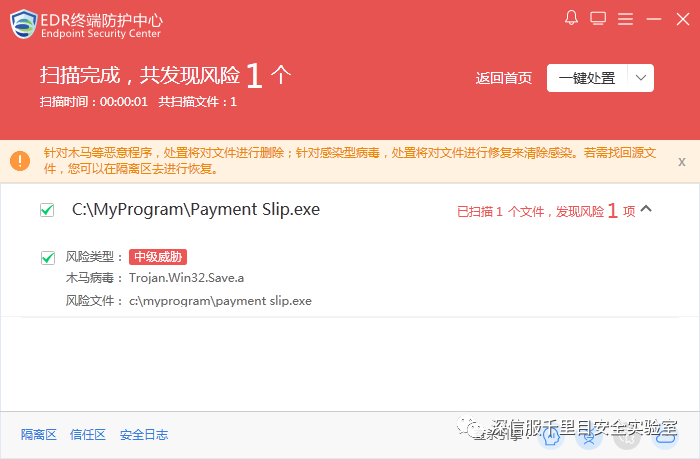 EDR终端防护中心
Endpoint Security Center
扫描完成，共发现风险 1 个
扫描时间：00:00:01 共扫描文件：1
返回首页
一键处置
针对木马等恶意程序，处置将对文件进行删除；针对感染型病毒，处置将对文件进行修复来清除感染。若需找回源文
件，您可以在隔离区去进行恢复。
x
C:\MyProgram\Payment Slip.exe
已扫描 1 个文件，发现风险 1 项
风险类型： 中级威胁
木马病毒： Trojan.Win32.Save.a
风险文件： c:\myprogram\payment slip.exe
隔离区 信任区 安全日志
深信服千里目安全实验室